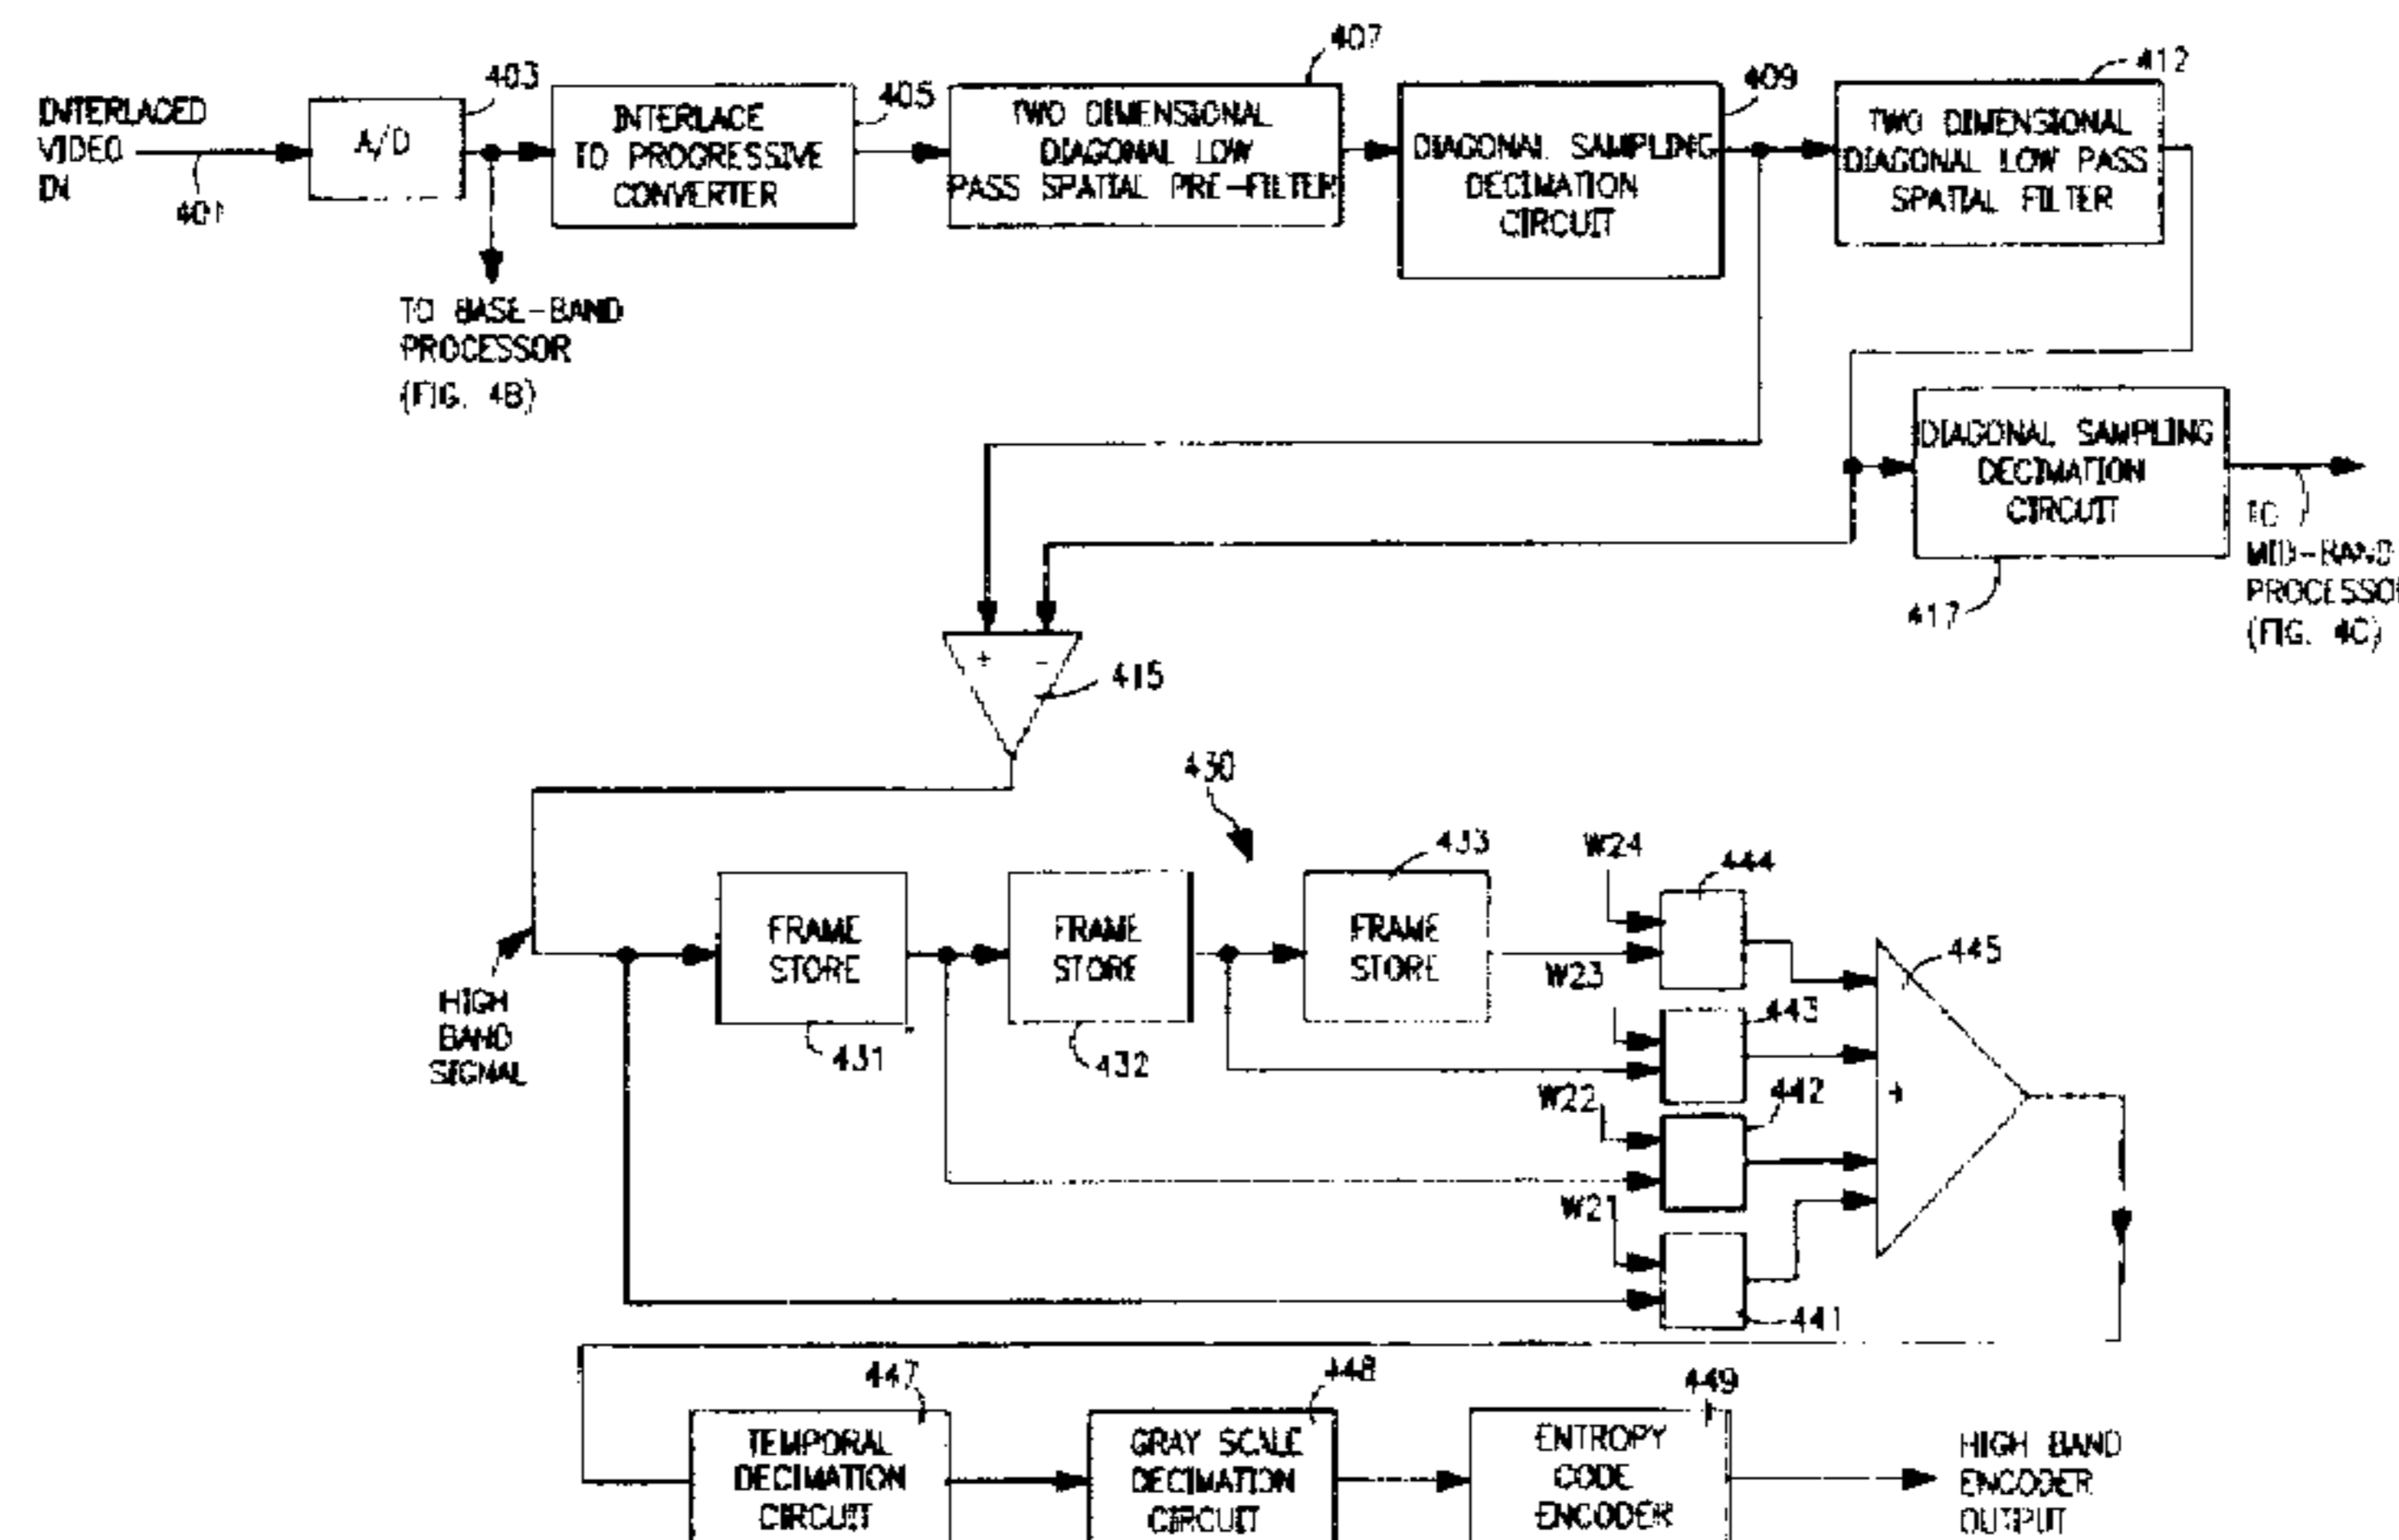 407
412
403
409
INTERLACED
VIDEO
IN
A/D
405
INTERLACE
TO PROGRESSIVE
CONVERTER
TWO DIMENSIONAL
DIAGONAL LOW
PASS SPATIAL PRE-FILTER
DIAGONAL SAMPLING
DECIMATION
CIRCUIT
TWO DIMENSIONAL
DIAGONAL LOW PASS
SPATIAL FILTER
401
TO BASE-BAND
PROCESSOR
(FIG. 4B)
DIAGONAL SAMPLING
DECIMATION
CIRCUIT
TO
MID-BAND
PROCESSOR
(FIG. 4C)
417
+ -
415
430
433
W24
444
FRAME
STORE
FRAME
STORE
FRAME
STORE
445
W23
HIGH
BAND
SIGNAL
431
432
443
W22
442
+
W21
441
447
448
449
TEMPORAL
DECIMATION
CIRCUIT
GRAY SCALE
DECIMATION
CIRCUIT
ENTROPY
CODE
ENCODER
HIGH BAND
ENCODER
OUTPUT